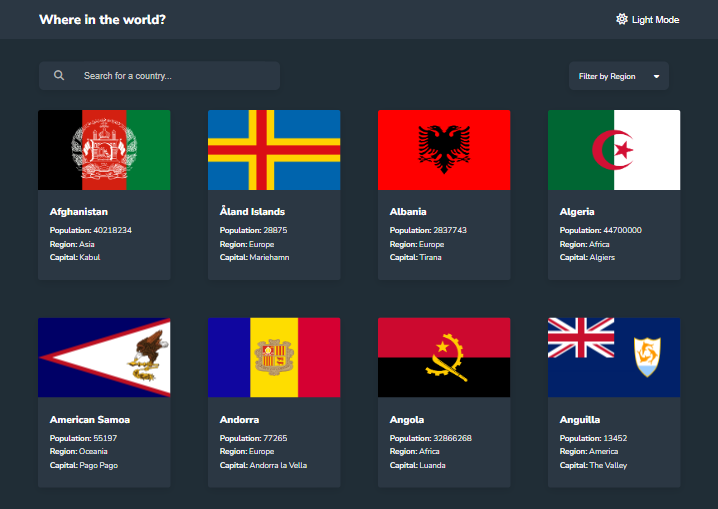 Where in the world?
Light Mode
Search for a country...
Filter by Region
Afghanistan
Population: 40218234
Region: Asia
Capital: Kabul
Åland Islands
Population: 28875
Region: Europe
Capital: Mariehamn
Albania
Population: 2837743
Region: Europe
Capital: Tirana
Algeria
Population: 44700000
Region: Africa
Capital: Algiers
American Samoa
Population: 55197
Region: Oceania
Capital: Pago Pago
Andorra
Population: 77265
Region: Europe
Capital: Andorra la Vella
Angola
Population: 32866268
Region: Africa
Capital: Luanda
Anguilla
Population: 13452
Region: America
Capital: The Valley